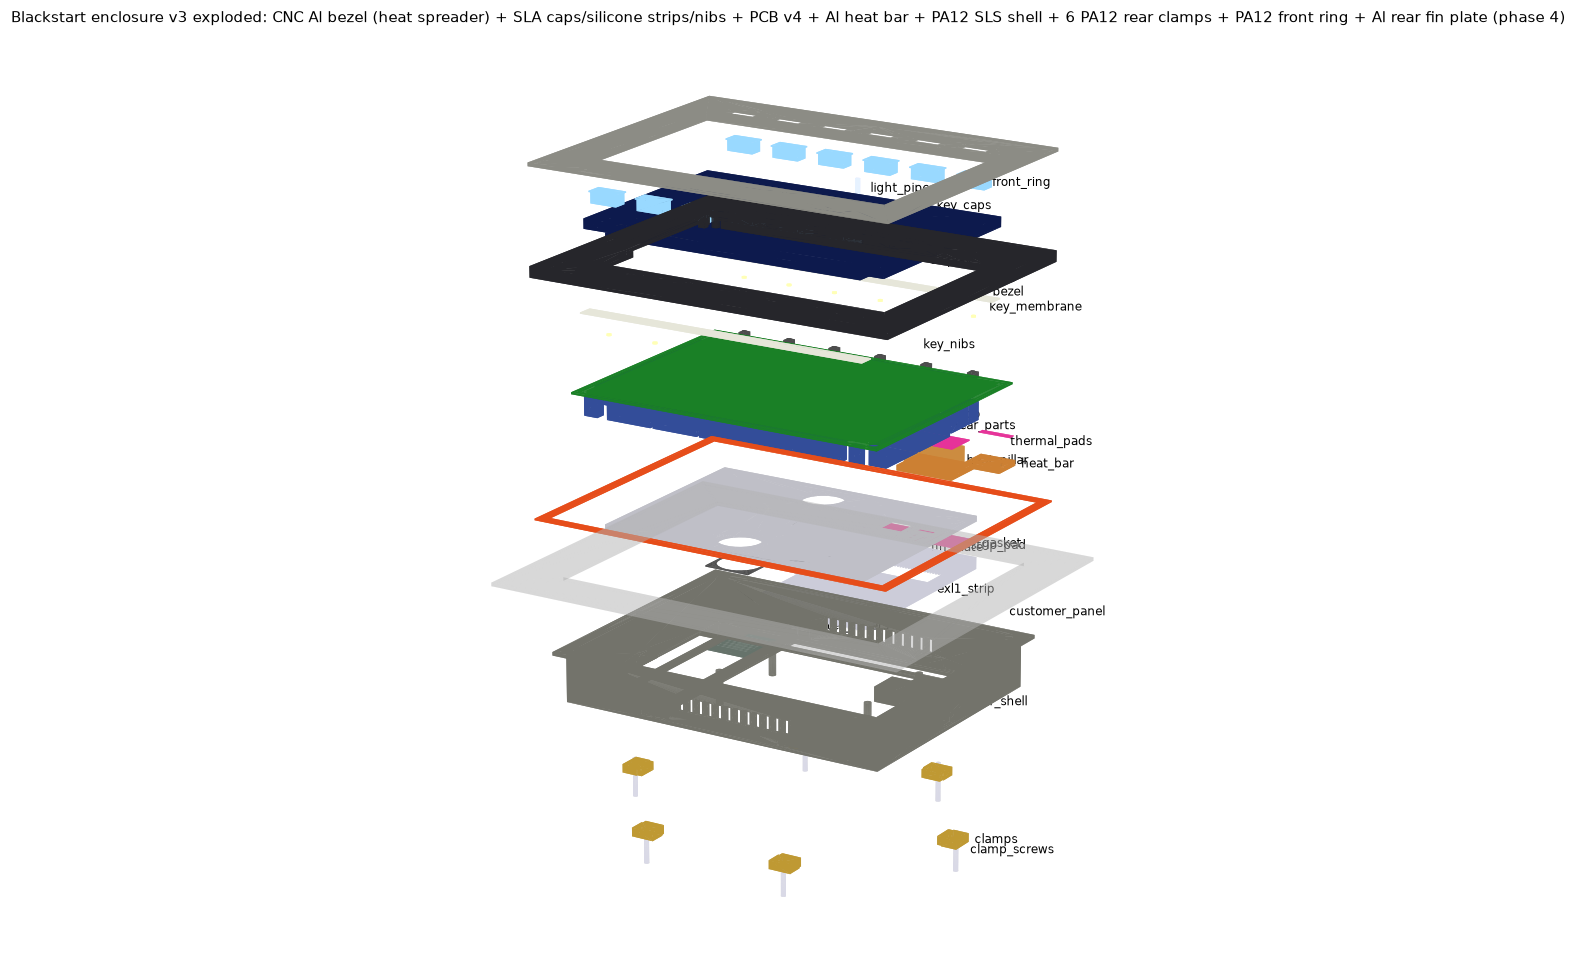 Blackstart enclosure v3 exploded: CNC Al bezel (heat spreader) + SLA caps/silicone strips/nibs + PCB v4 + Al heat bar + PA12 SLS shell + 6 PA12 rear clamps + PA12 front ring + Al rear fin plate (phase 4)
front_ring
light_pipe
key_caps
bezel
key_membrane
key_nibs
thermal_pads
heat_bar
gasket
exl1_strip
customer_panel
clamps
clamp_screws